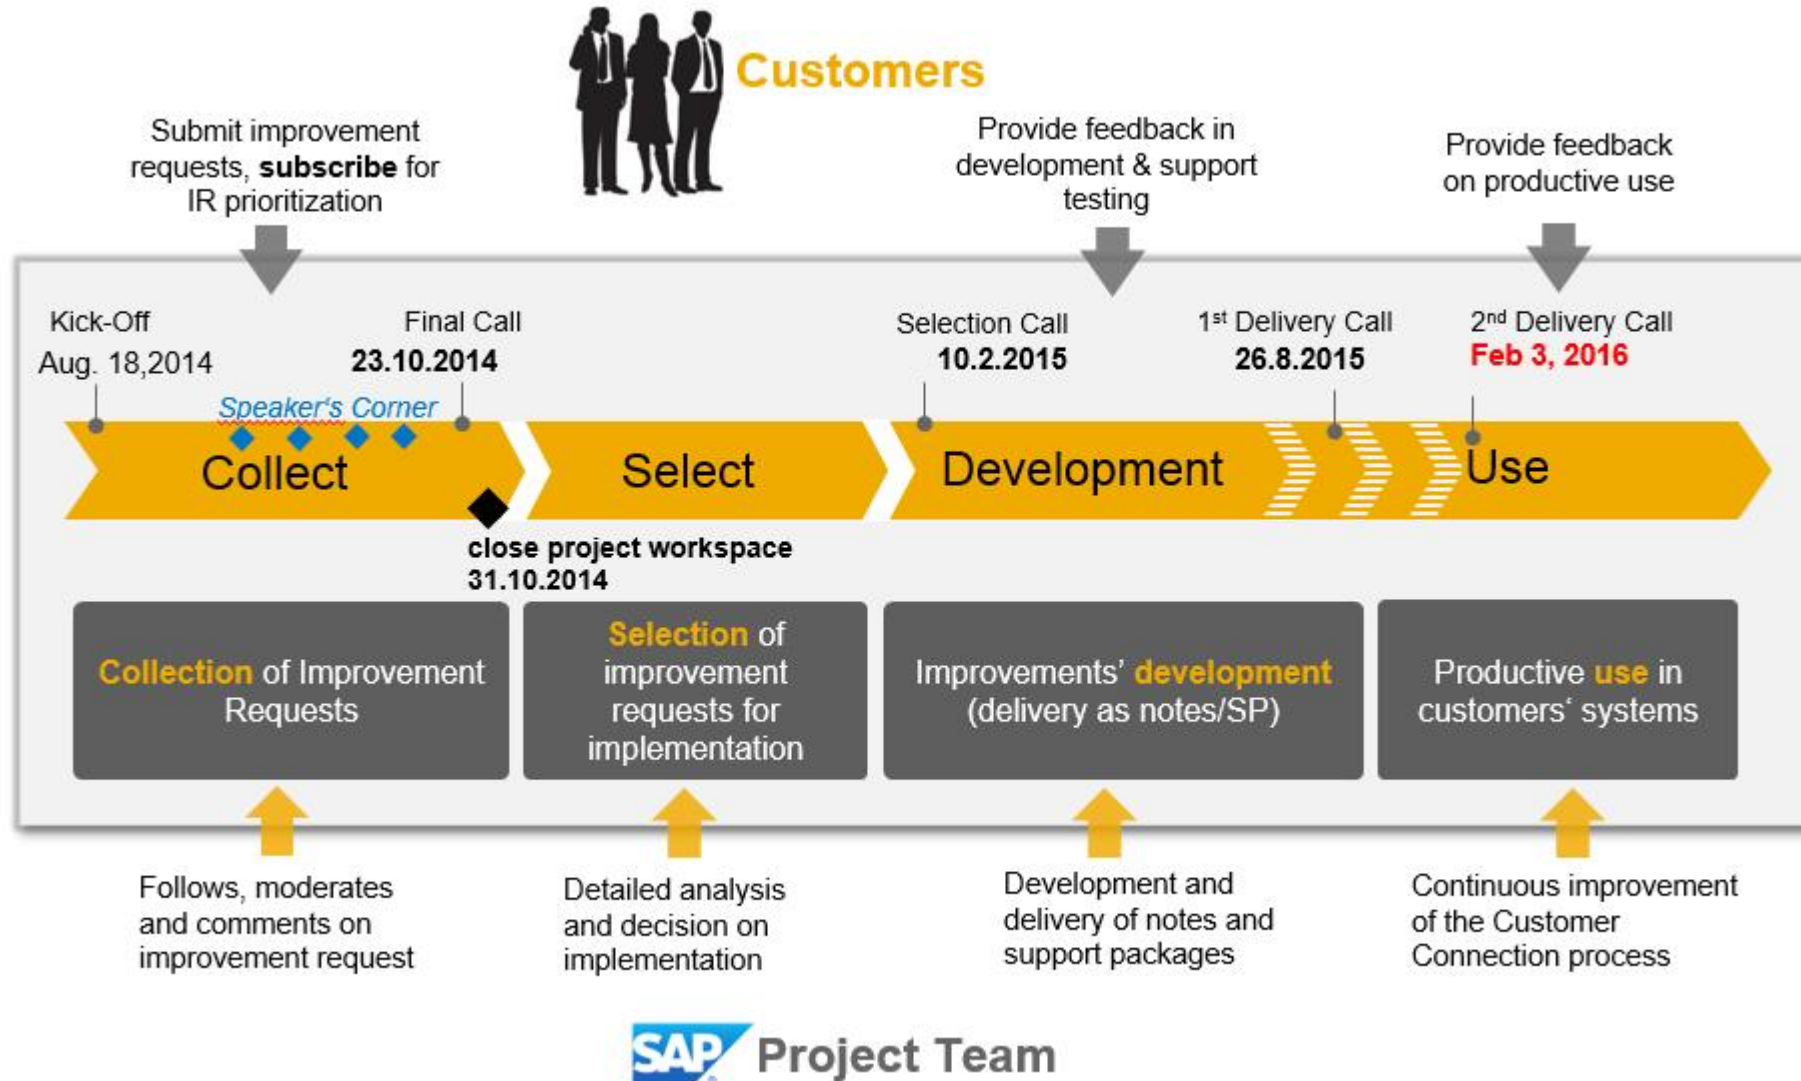 Customers
Submit improvement
requests, subscribe for
IR prioritization
Provide feedback in
development & support
testing
Provide feedback
on productive use
Kick-Off
Aug. 18,2014
Final Call
23.10.2014
Selection Call
10.2.2015
1st Delivery Call
26.8.2015
2nd Delivery Call
Feb 3, 2016
Speaker‘s Corner
Collect
Select
Development
Use
close project workspace
31.10.2014
Collection of Improvement
Requests
Selection of
improvement
requests for
implementation
Improvements’ development
(delivery as notes/SP)
Productive use in
customers‘ systems
Follows, moderates
and comments on
improvement request
Detailed analysis
and decision on
implementation
Development and
delivery of notes and
support packages
Continuous improvement
of the Customer
Connection process
SAP Project Team